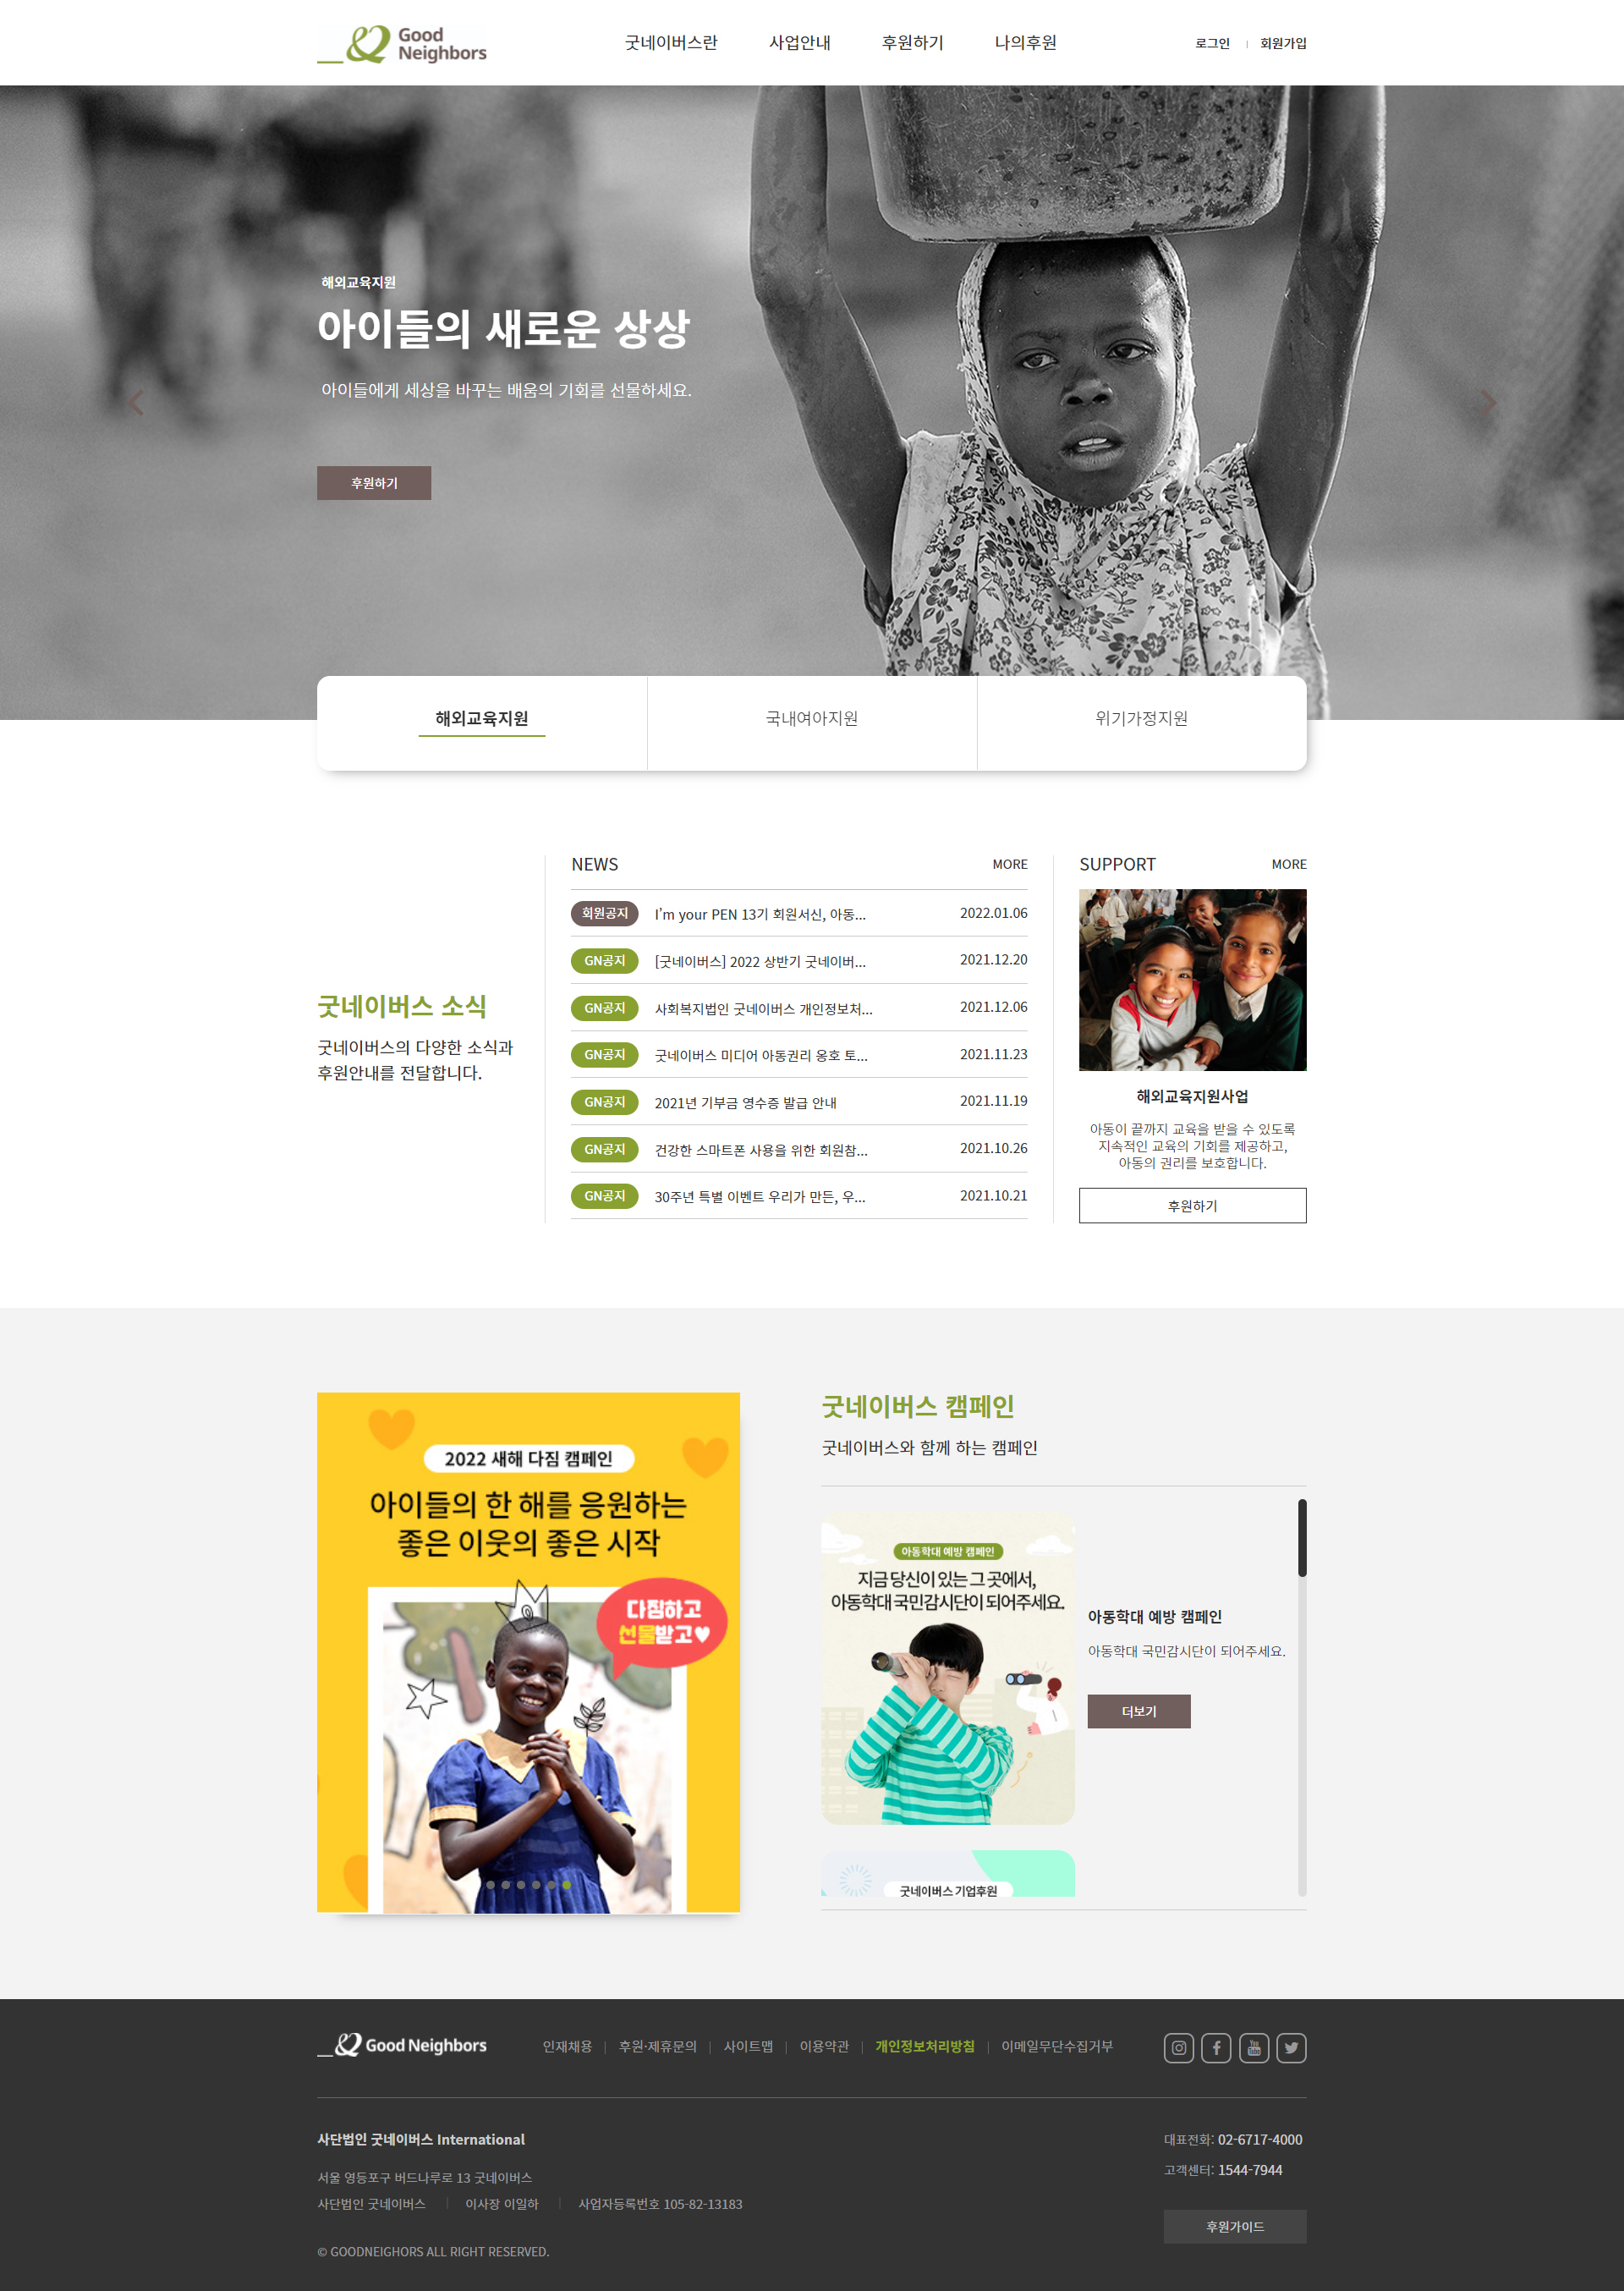 Good
Neighbors
굿네이버스란 사업안내 후원하기 나의후원
로그인 회원가입
해외교육지원
아이들의 새로운 상상
아이들에게 세상을 바꾸는 배움의 기회를 선물하세요.
후원하기
해외교육지원 국내여아지원 위기가정지원
굿네이버스 소식
굿네이버스의 다양한 소식과
후원안내를 전달합니다.
NEWS MORE
회원공지 I'm your PEN 13기 회원서신, 아동... 2022.01.06
GN공지 [굿네이버스] 2022 상반기 굿네이버... 2021.12.20
GN공지 사회복지법인 굿네이버스 개인정보처... 2021.12.06
GN공지 굿네이버스 미디어 아동권리 옹호 토... 2021.11.23
GN공지 2021년 기부금 영수증 발급 안내 2021.11.19
GN공지 건강한 스마트폰 사용을 위한 회원참... 2021.10.26
GN공지 30주년 특별 이벤트 우리가 만든, 우... 2021.10.21
SUPPORT MORE
해외교육지원사업
아동이 끝까지 교육을 받을 수 있도록
지속적인 교육의 기회를 제공하고,
아동의 권리를 보호합니다.
후원하기
2022 새해 다짐 캠페인
아이들의 한 해를 응원하는
좋은 이웃의 좋은 시작
다짐하고
선물받고♥
굿네이버스 캠페인
굿네이버스와 함께 하는 캠페인
아동학대 예방 캠페인
지금 당신이 있는 그 곳에서,
아동학대 국민감시단이 되어주세요.
아동학대 예방 캠페인
아동학대 국민감시단이 되어주세요.
더보기
굿네이버스 기업후원
Good Neighbors
인재채용 후원·제휴문의 사이트맵 이용약관 개인정보처리방침 이메일무단수집거부
You
Tube
사단법인 굿네이버스 International
서울 영등포구 버드나루로 13 굿네이버스
사단법인 굿네이버스 이사장 이일하 사업자등록번호 105-82-13183
© GOODNEIGHORS ALL RIGHT RESERVED.
대표전화: 02-6717-4000
고객센터: 1544-7944
후원가이드